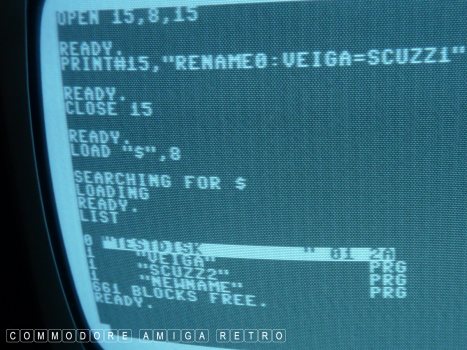 OPEN 15,8,15
READY.
PRINT#15,"RENAME0:VEIGA=SCUZZ1"
READY.
CLOSE 15
READY.
LOAD "$",8
SEARCHING FOR $
LOADING
READY.
LIST
0 "TESTDISK " 01 2A
1 "VEIGA" PRG
1 "SCUZZ2" PRG
1 "NEWNAME" PRG
661 BLOCKS FREE.
READY.
COMMODORE AMIGA RETRO